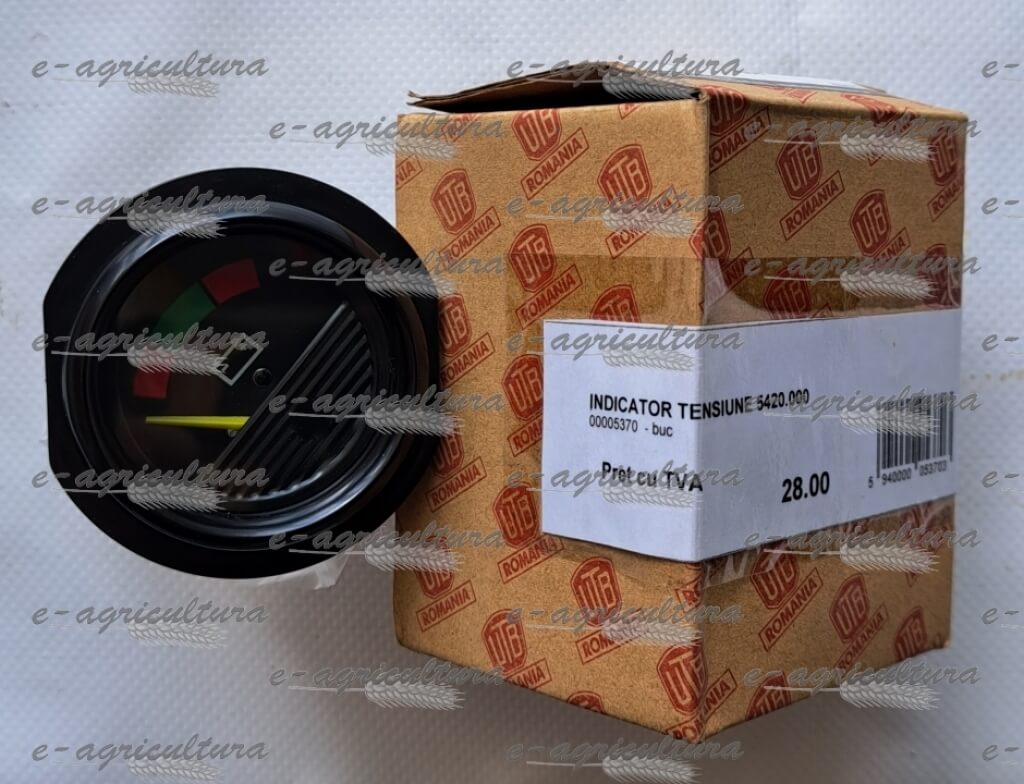 e-agricultura
UTB
ROMANIA
INDICATOR TENSIUNE 5420.000
00005370 - buc
Pret cu TVA
28.00
5 940000 053703